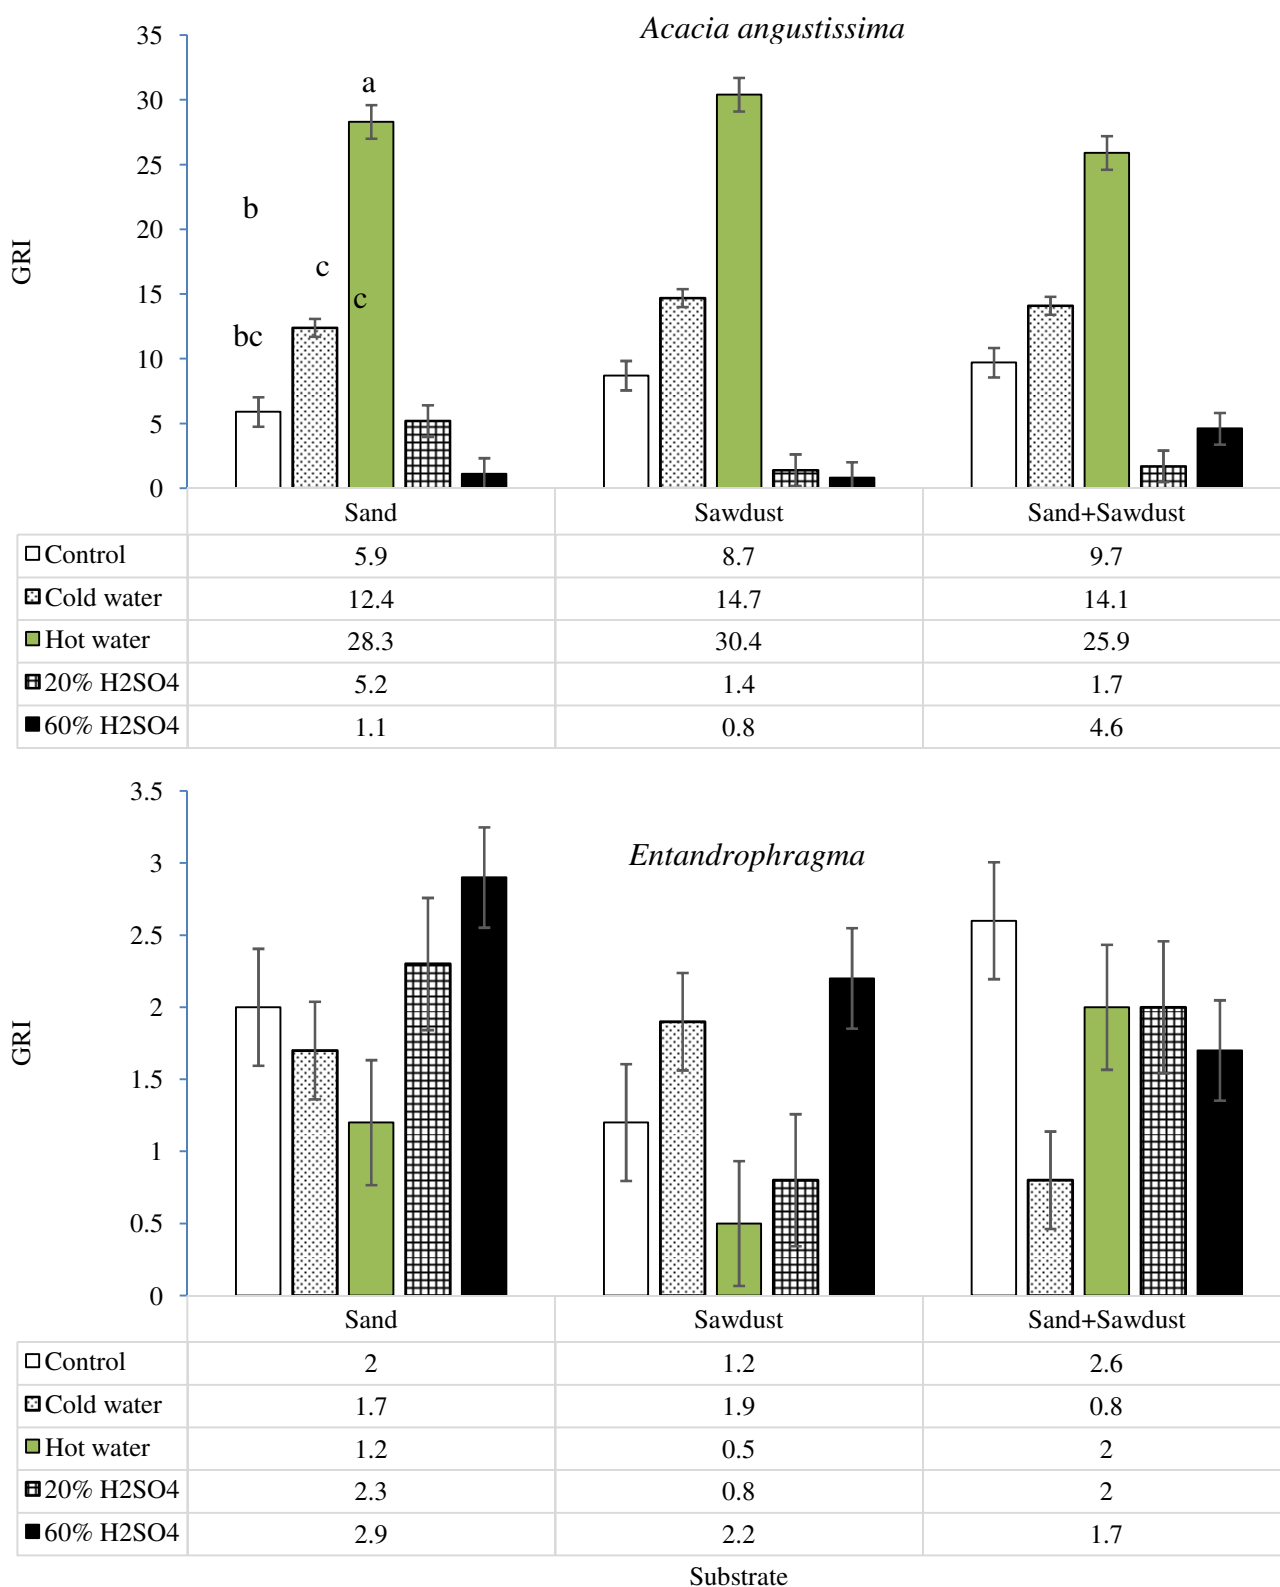 Acacia angustissima
35
30
25
20
15
10
5
0
GRI
a
b
c
c
bc
Sand Sawdust Sand+Sawdust
Control 5.9 8.7 9.7
Cold water 12.4 14.7 14.1
Hot water 28.3 30.4 25.9
20% H2SO4 5.2 1.4 1.7
60% H2SO4 1.1 0.8 4.6
Entandrophragma
3.5
3
2.5
2
1.5
1
0.5
0
GRI
Sand Sawdust Sand+Sawdust
Control 2 1.2 2.6
Cold water 1.7 1.9 0.8
Hot water 1.2 0.5 2
20% H2SO4 2.3 0.8 2
60% H2SO4 2.9 2.2 1.7
Substrate